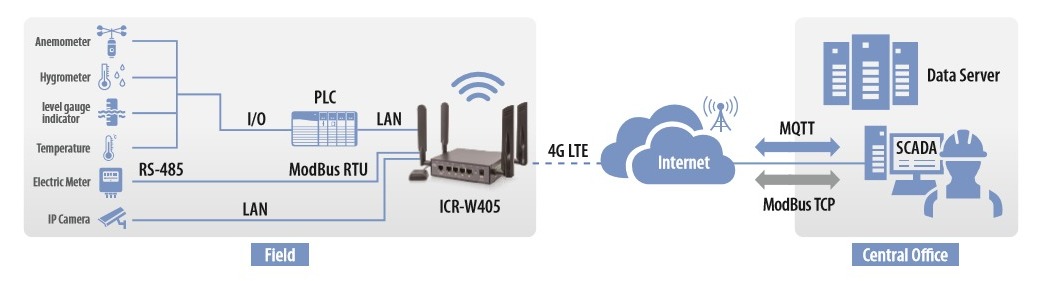 Anemometer
Hygrometer
level gauge
indicator
Temperature
Electric Meter
IP Camera
RS-485
I/O
PLC
LAN
ModBus RTU
LAN
ICR-W405
Field
4G LTE
Internet
MQTT
ModBus TCP
Data Server
SCADA
Central Office